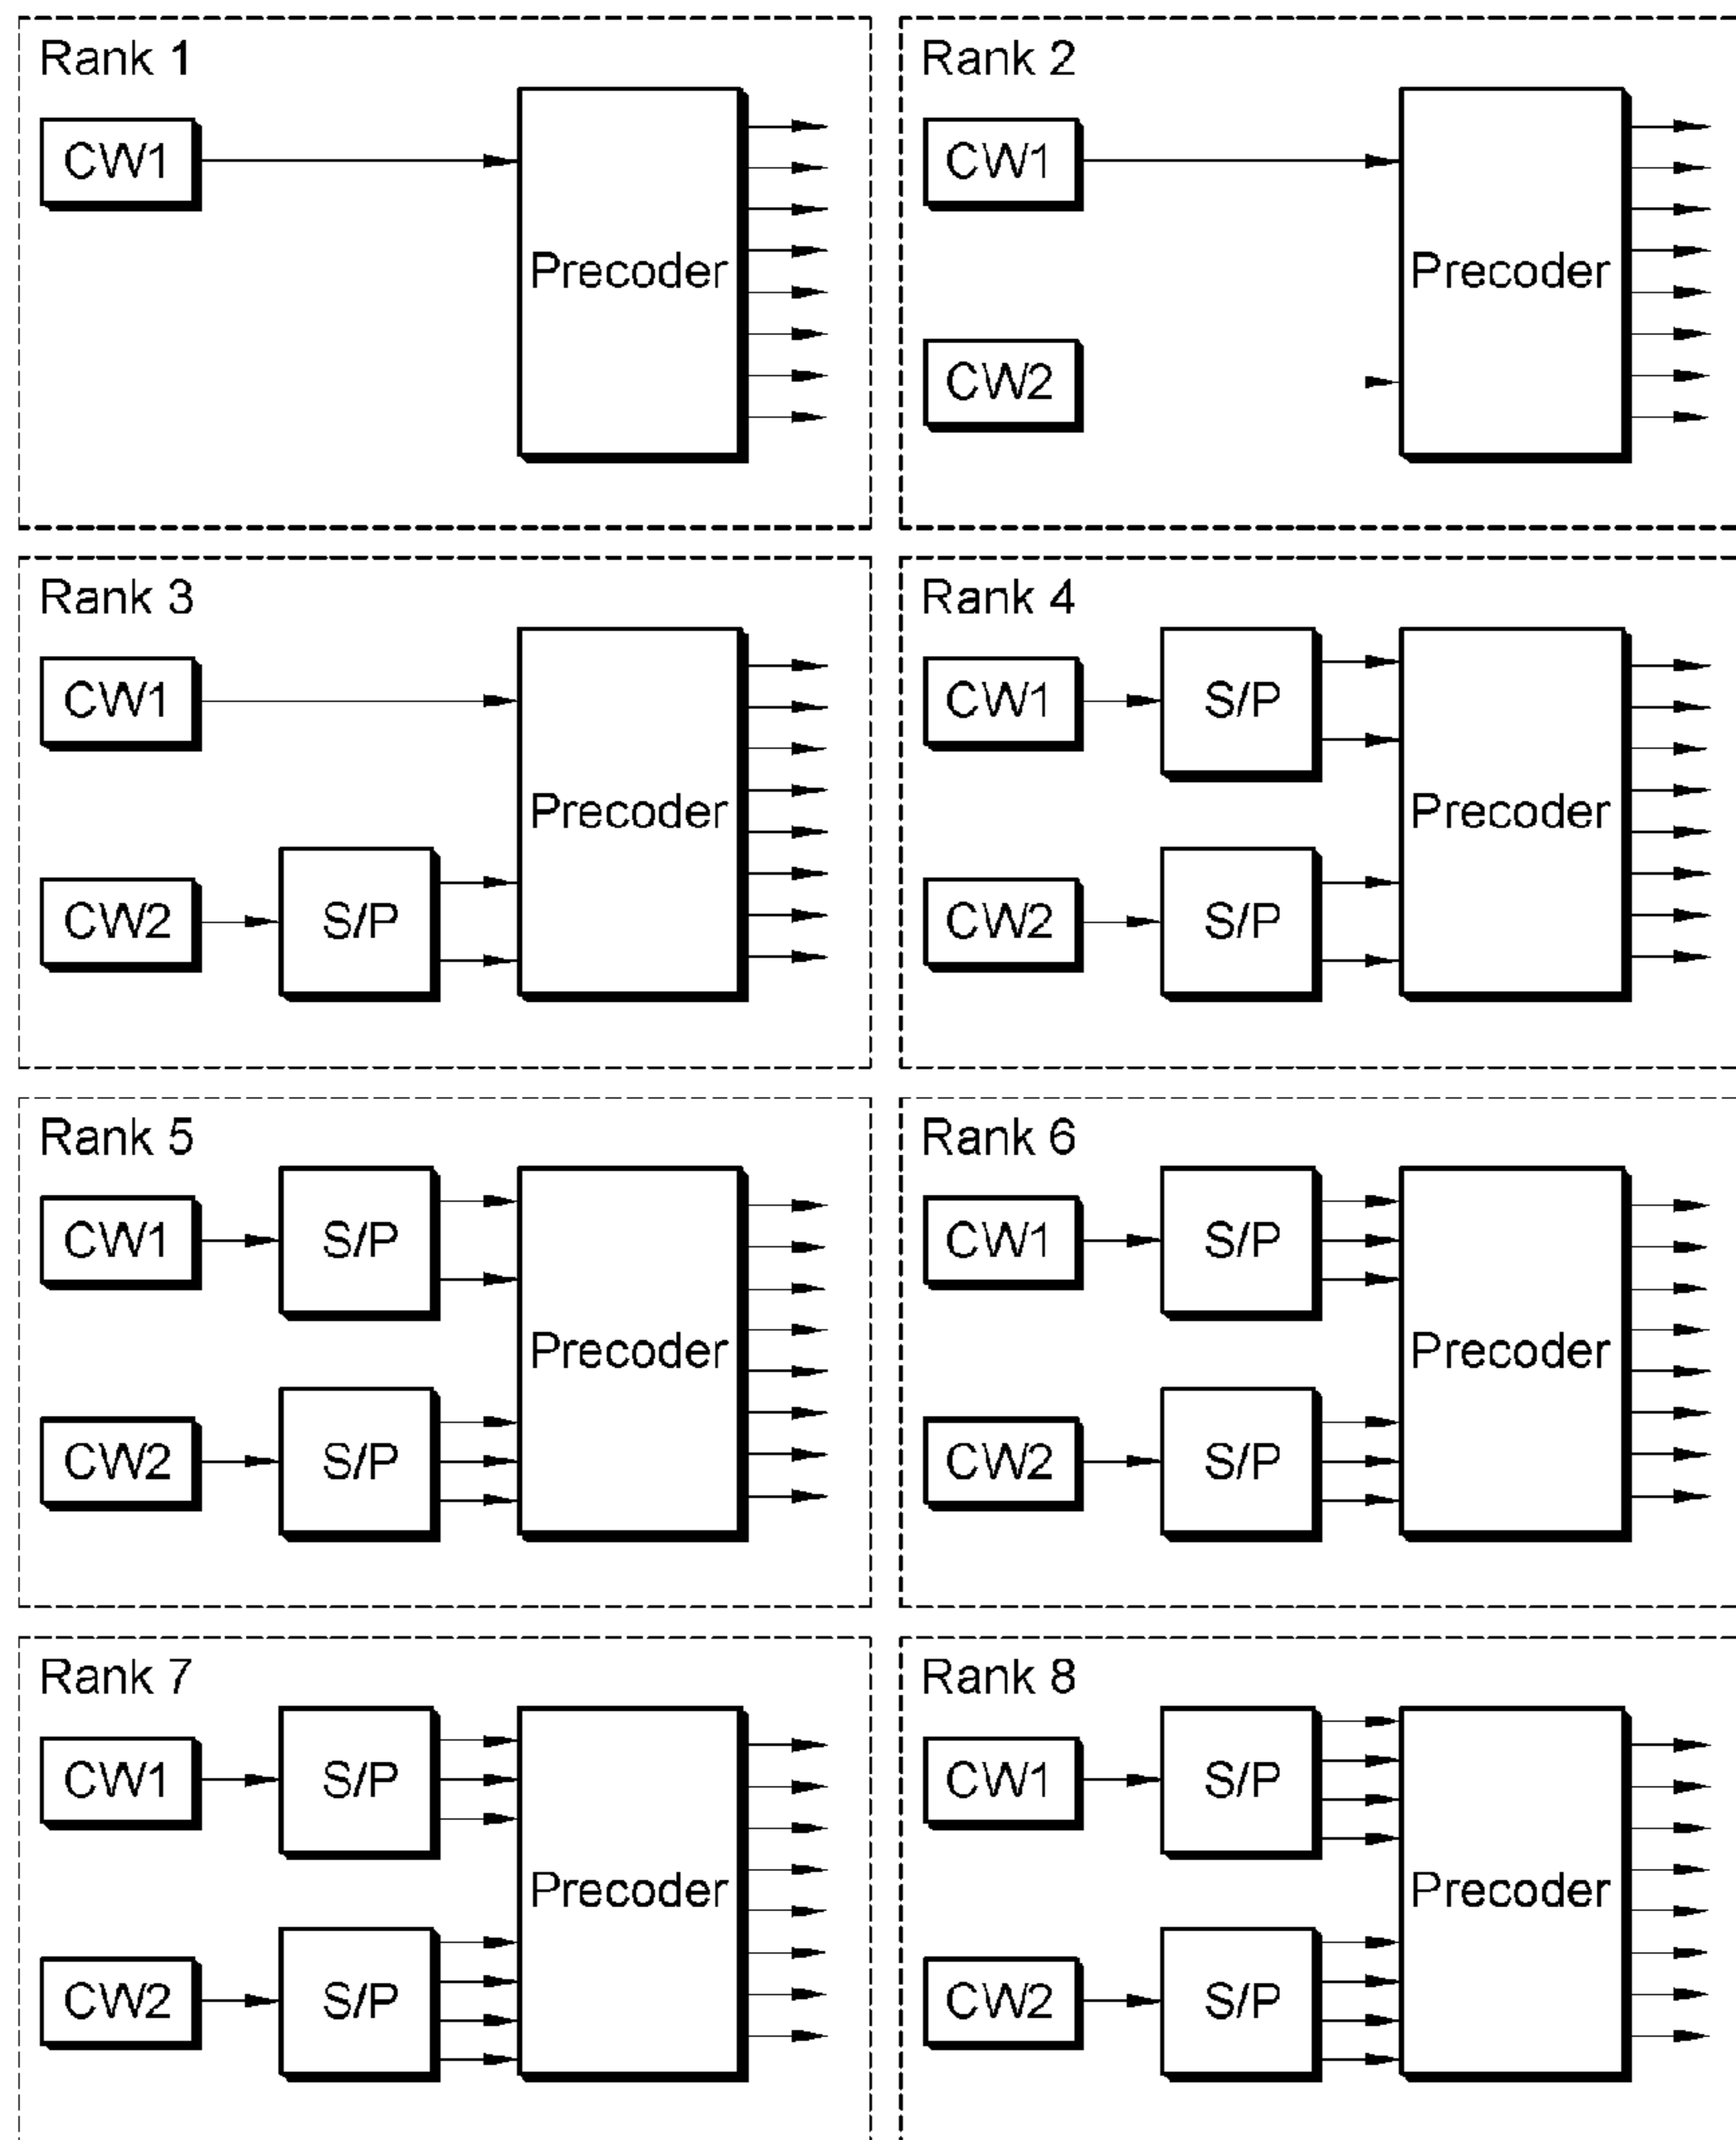 Rank 1
CW1
Precoder
Rank 2
CW1
Precoder
CW2
Rank 3
CW1
Precoder
CW2
S/P
Rank 4
CW1
S/P
Precoder
CW2
S/P
Rank 5
CW1
S/P
Precoder
CW2
S/P
Rank 6
CW1
S/P
Precoder
CW2
S/P
Rank 7
CW1
S/P
Precoder
CW2
S/P
Rank 8
CW1
S/P
Precoder
CW2
S/P